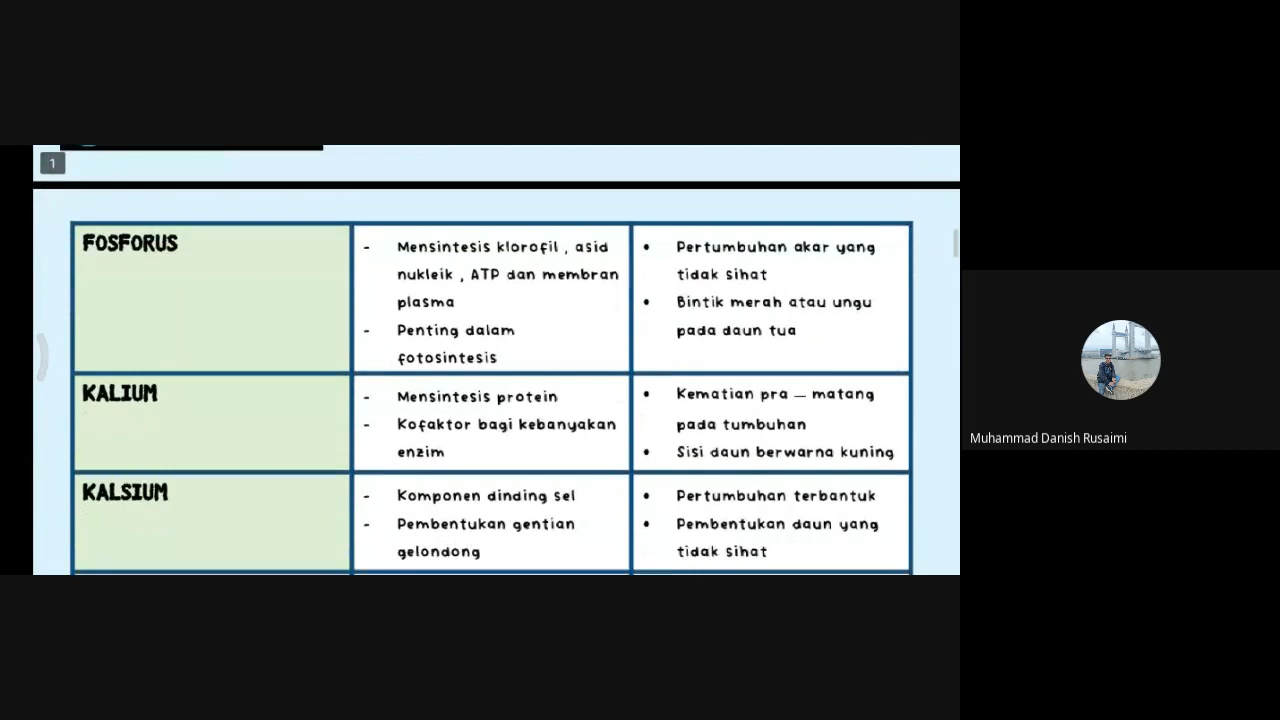 1
FOSFORUS
- Mensintesis klorofil , asid
nukleik , ATP dan membran
plasma
- Penting dalam
fotosintesis
• Pertumbuhan akar yang
tidak sihat
• Bintik merah atau ungu
pada daun tua
KALIUM
- Mensintesis protein
- Kofaktor bagi kebanyakan
enzim
• Kematian pra – matang
pada tumbuhan
• Sisi daun berwarna kuning
KALSIUM
- Komponen dinding sel
- Pembentukan gentian
gelondong
• Pertumbuhan terbantuk
• Pembentukan daun yang
tidak sihat
Muhammad Danish Rusaimi